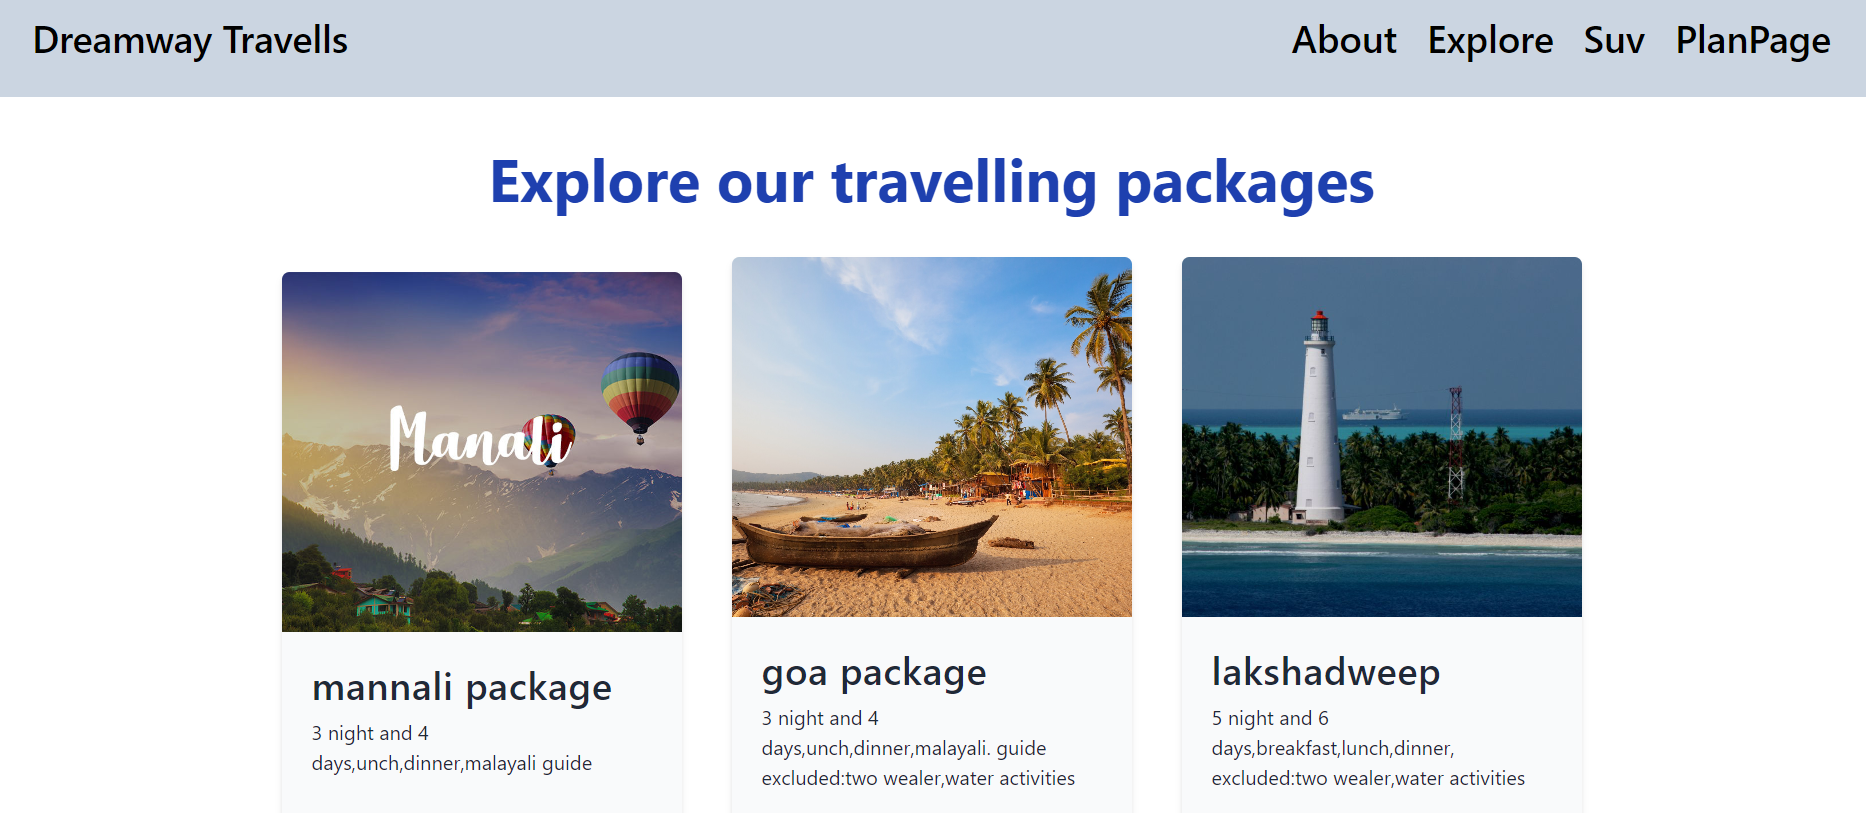 Dreamway Travells
About Explore Suv PlanPage
Explore our travelling packages
Manali
mannali package
3 night and 4
days,unch,dinner,malayali guide
goa package
3 night and 4
days,unch,dinner,malayali. guide
excluded:two wealer,water activities
lakshadweep
5 night and 6
days,breakfast,lunch,dinner,
excluded:two wealer,water activities